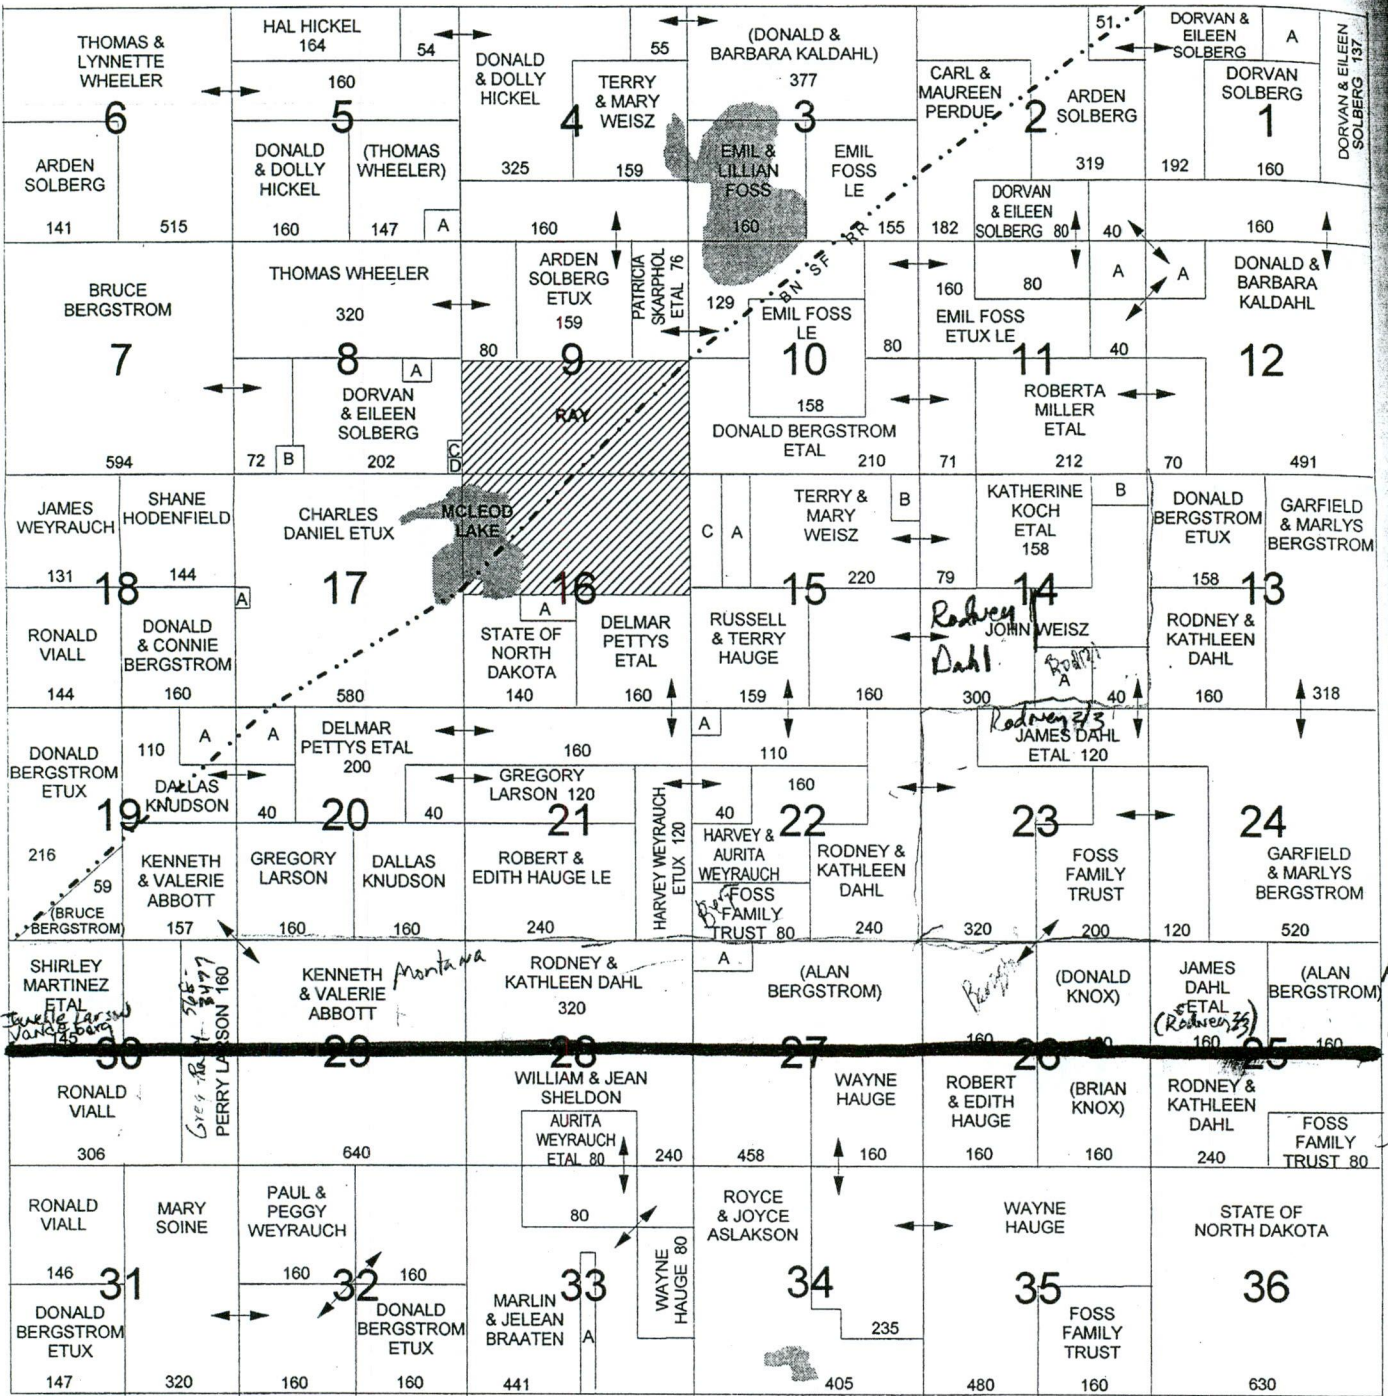 THOMAS &
LYNNETTE
WHEELER
6
ARDEN
SOLBERG
141
515
HAL HICKEL
164
54
160
5
DONALD
& DOLLY
HICKEL
160
(THOMAS
WHEELER)
147
A
DONALD
& DOLLY
HICKEL
55
TERRY
& MARY
WEISZ
4
325
159
160
(DONALD &
BARBARA KALDAHL)
377
3
EMIL &
LILLIAN
FOSS
160
EMIL
FOSS
LE
155
CARL &
MAUREEN
PERDUE
51
2
ARDEN
SOLBERG
319
182
DORVAN
& EILEEN
SOLBERG 80
40
DORVAN &
EILEEN
SOLBERG
A
DORVAN & EILEEN
SOLBERG 137
DORVAN
SOLBERG
1
192
160
160
BRUCE
BERGSTROM
7
594
THOMAS WHEELER
320
8
A
DORVAN
& EILEEN
SOLBERG
72
B
202
C
D
ARDEN
SOLBERG
ETUX
159
PATRICIA
SKARPHOL
ETAL 76
80
9
RAY
129
BN SF RR
EMIL FOSS
LE
10
158
80
DONALD BERGSTROM
ETAL
210
160
80
A
EMIL FOSS
ETUX LE
11
40
ROBERTA
MILLER
ETAL
71
212
A
DONALD &
BARBARA
KALDAHL
12
70
491
JAMES
WEYRAUCH
131
SHANE
HODENFIELD
144
18
A
RONALD
VIALL
144
DONALD
& CONNIE
BERGSTROM
160
CHARLES
DANIEL ETUX
17
580
MCLEOD
LAKE
16
A
STATE OF
NORTH
DAKOTA
140
DELMAR
PETTYS
ETAL
160
C
A
TERRY &
MARY
WEISZ
B
220
15
RUSSELL
& TERRY
HAUGE
159
160
KATHERINE
KOCH
ETAL
158
B
79
14
Rodney
Dahl
JOHN WEISZ
A
300
40
DONALD
BERGSTROM
ETUX
158
GARFIELD
& MARLYS
BERGSTROM
13
RODNEY &
KATHLEEN
DAHL
160
318
DONALD
BERGSTROM
ETUX
110
A
19
DALLAS
KNUDSON
216
59
(BRUCE
BERGSTROM)
KENNETH
& VALERIE
ABBOTT
157
A
DELMAR
PETTYS ETAL
200
40
20
40
GREGORY
LARSON
160
DALLAS
KNUDSON
160
160
GREGORY
LARSON 120
21
ROBERT &
EDITH HAUGE LE
240
HARVEY WEYRAUCH
ETUX 120
A
110
160
40
22
HARVEY &
AURITA
WEYRAUCH
FOSS
FAMILY
TRUST 80
RODNEY &
KATHLEEN
DAHL
240
Rodney 2/3
JAMES DAHL
ETAL 120
23
FOSS
FAMILY
TRUST
320
200
24
GARFIELD
& MARLYS
BERGSTROM
120
520
SHIRLEY
MARTINEZ
ETAL
145
30
RONALD
VIALL
306
Greg-Ray 568-3477
PERRY LARSON 160
KENNETH
& VALERIE
ABBOTT
Montana
29
640
RODNEY &
KATHLEEN DAHL
320
28
WILLIAM & JEAN
SHELDON
AURITA
WEYRAUCH
ETAL 80
240
A
(ALAN
BERGSTROM)
27
WAYNE
HAUGE
458
160
(DONALD
KNOX)
160
26
ROBERT
& EDITH
HAUGE
160
(BRIAN
KNOX)
160
JAMES
DAHL
ETAL
(Rodney 2/3)
160
(ALAN
BERGSTROM)
160
25
RODNEY &
KATHLEEN
DAHL
240
FOSS
FAMILY
TRUST 80
RONALD
VIALL
146
31
DONALD
BERGSTROM
ETUX
147
MARY
SOINE
320
PAUL &
PEGGY
WEYRAUCH
160
32
160
160
DONALD
BERGSTROM
ETUX
160
80
33
MARLIN
& JELEAN
BRAATEN
A
441
WAYNE
HAUGE 80
ROYCE
& JOYCE
ASLAKSON
34
235
405
WAYNE
HAUGE
35
480
FOSS
FAMILY
TRUST
160
STATE OF
NORTH DAKOTA
36
630